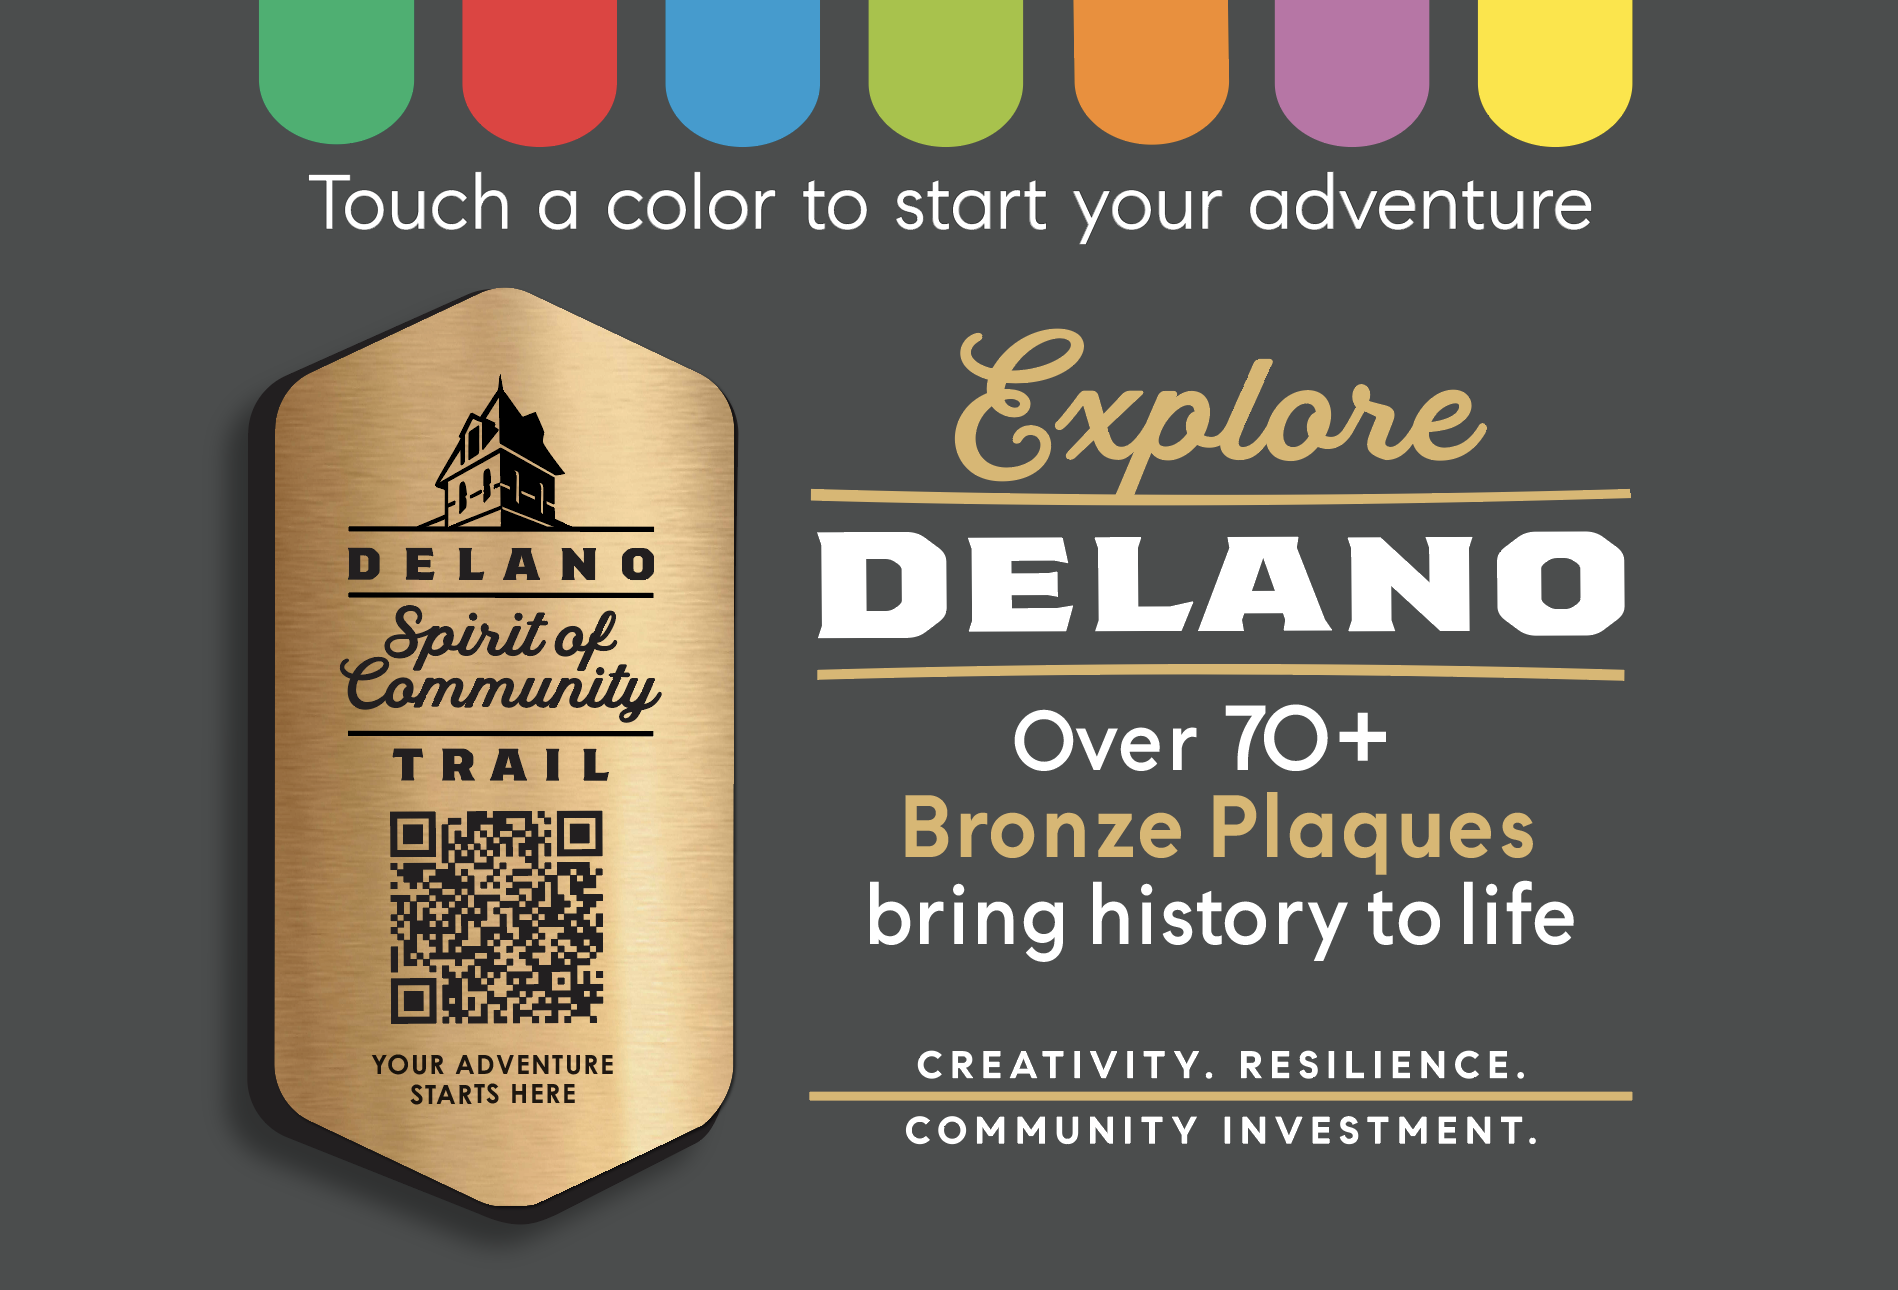 Touch a color to start your adventure
DELANO
Spirit of
Community
TRAIL
YOUR ADVENTURE
STARTS HERE
Explore
DELANO
Over 70+
Bronze Plaques
bring history to life
CREATIVITY. RESILIENCE.
COMMUNITY INVESTMENT.